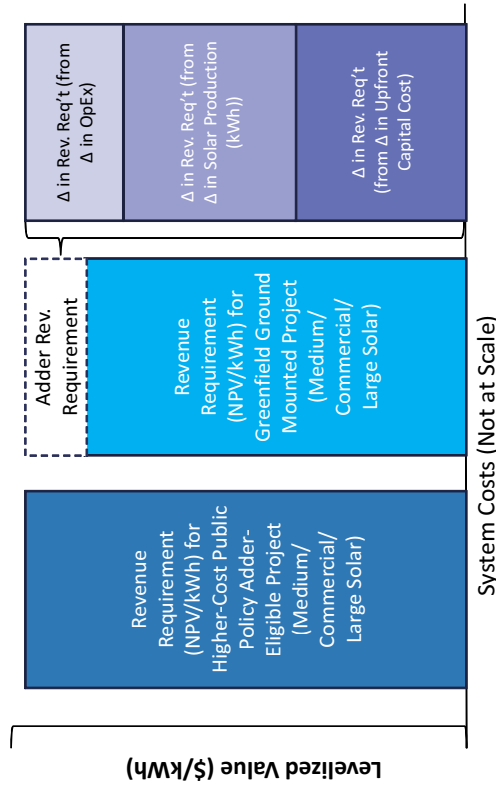 Levelized Value ($/kWh)
Revenue
Requirement
(NPV/kWh) for
Higher-Cost Public
Policy Adder-
Eligible Project
(Medium/
Commercial/
Large Solar)
Adder Rev.
Requirement
Revenue
Requirement
(NPV/kWh) for
Greenfield Ground
Mounted Project
(Medium/
Commercial/
Large Solar)
Δ in Rev. Req't (from
Δ in OpEx)
Δ in Rev. Req't (from
Δ in Solar Production
(kWh))
Δ in Rev. Req't
(from Δ in Upfront
Capital Cost)
System Costs (Not at Scale)